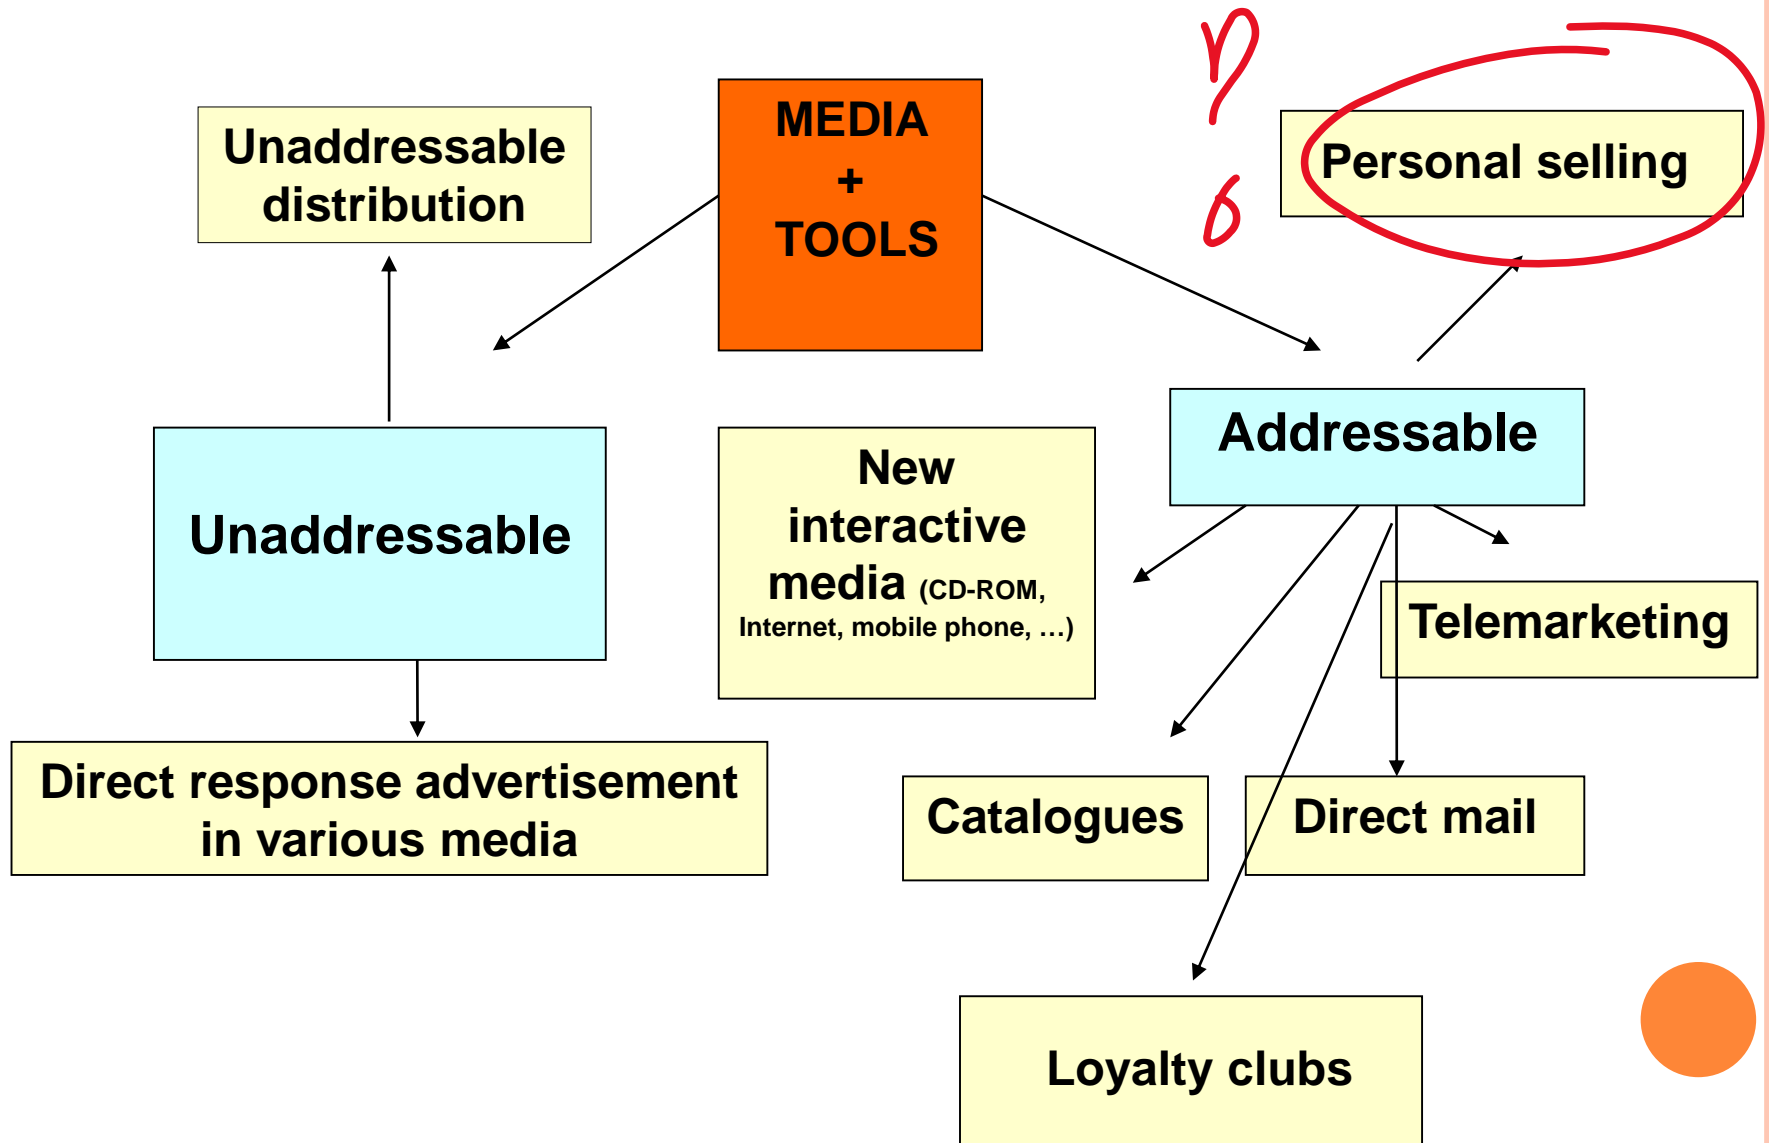 MEDIA
+
TOOLS
Unaddressable
distribution
Personal selling
Addressable
Unaddressable
New
interactive
media (CD-ROM,
Internet, mobile phone, …)
Telemarketing
Direct response advertisement
in various media
Catalogues
Direct mail
Loyalty clubs